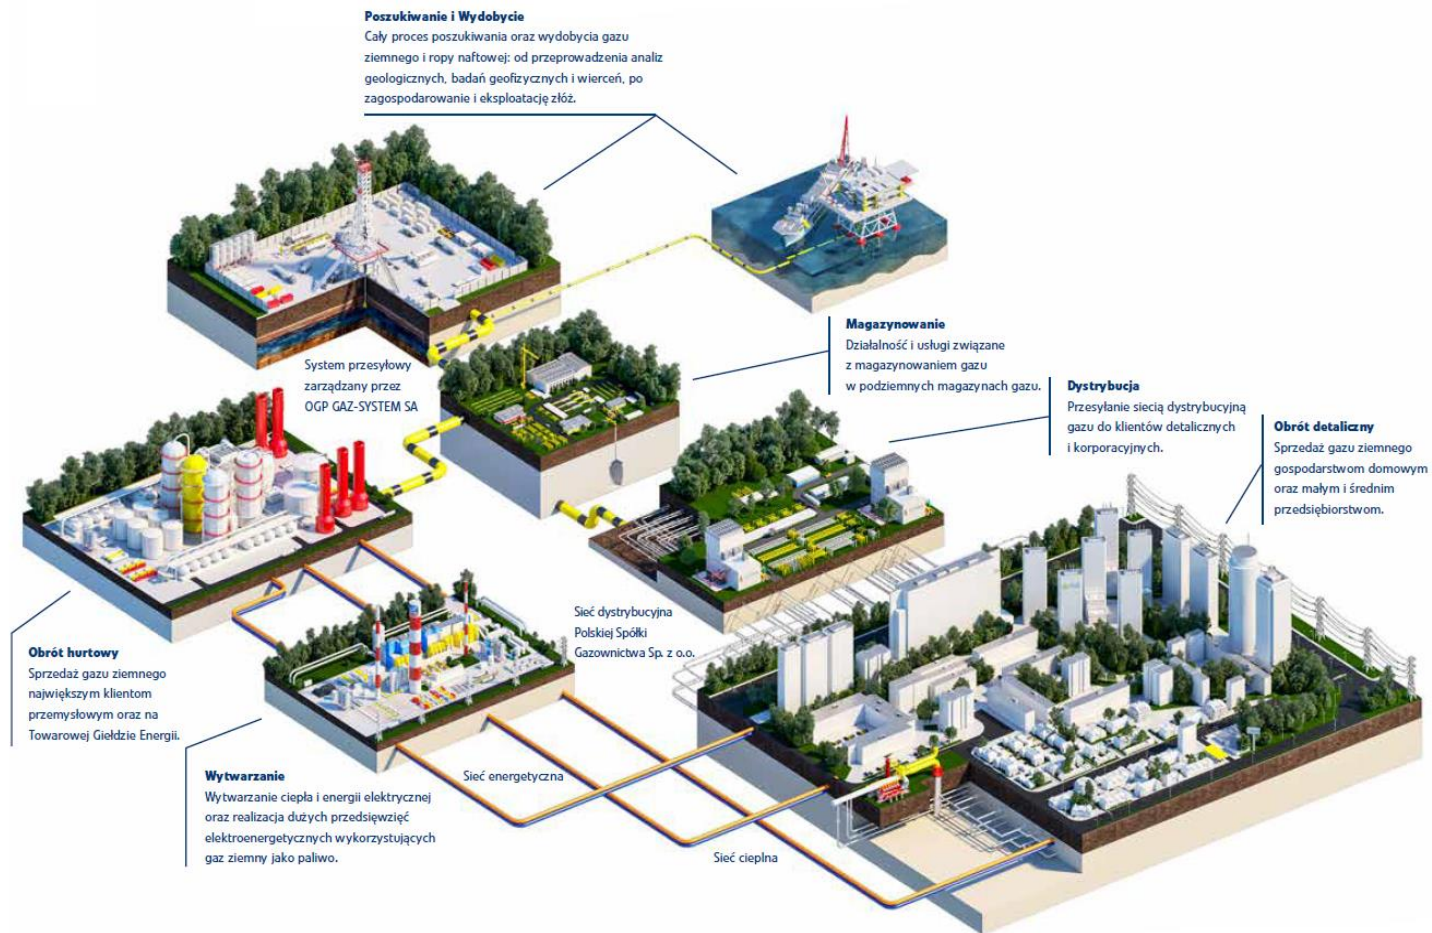 Poszukiwanie i Wydobycie
Cały proces poszukiwania oraz wydobycia gazu
ziemnego i ropy naftowej: od przeprowadzenia analiz
geologicznych, badań geofizycznych i wierceń, po
zagospodarowanie i eksploatację złóż.
Magazynowanie
Działalność i usługi związane
z magazynowaniem gazu
w podziemnych magazynach gazu.
System przesyłowy
zarządzany przez
OGP GAZ-SYSTEM SA
Dystrybucja
Przesyłanie siecią dystrybucyjną
gazu do klientów detalicznych
i korporacyjnych.
Obrót detaliczny
Sprzedaż gazu ziemnego
gospodarstwom domowym
oraz małym i średnim
przedsiębiorstwom.
Sieć dystrybucyjna
Polskiej Spółki
Gazownictwa Sp. z o.o.
Obrót hurtowy
Sprzedaż gazu ziemnego
największym klientom
przemysłowym oraz na
Towarowej Giełdzie Energii.
Wytwarzanie
Wytwarzanie ciepła i energii elektrycznej
oraz realizacja dużych przedsięwzięć
elektroenergetycznych wykorzystujących
gaz ziemny jako paliwo.
Sieć energetyczna
Sieć cieplna